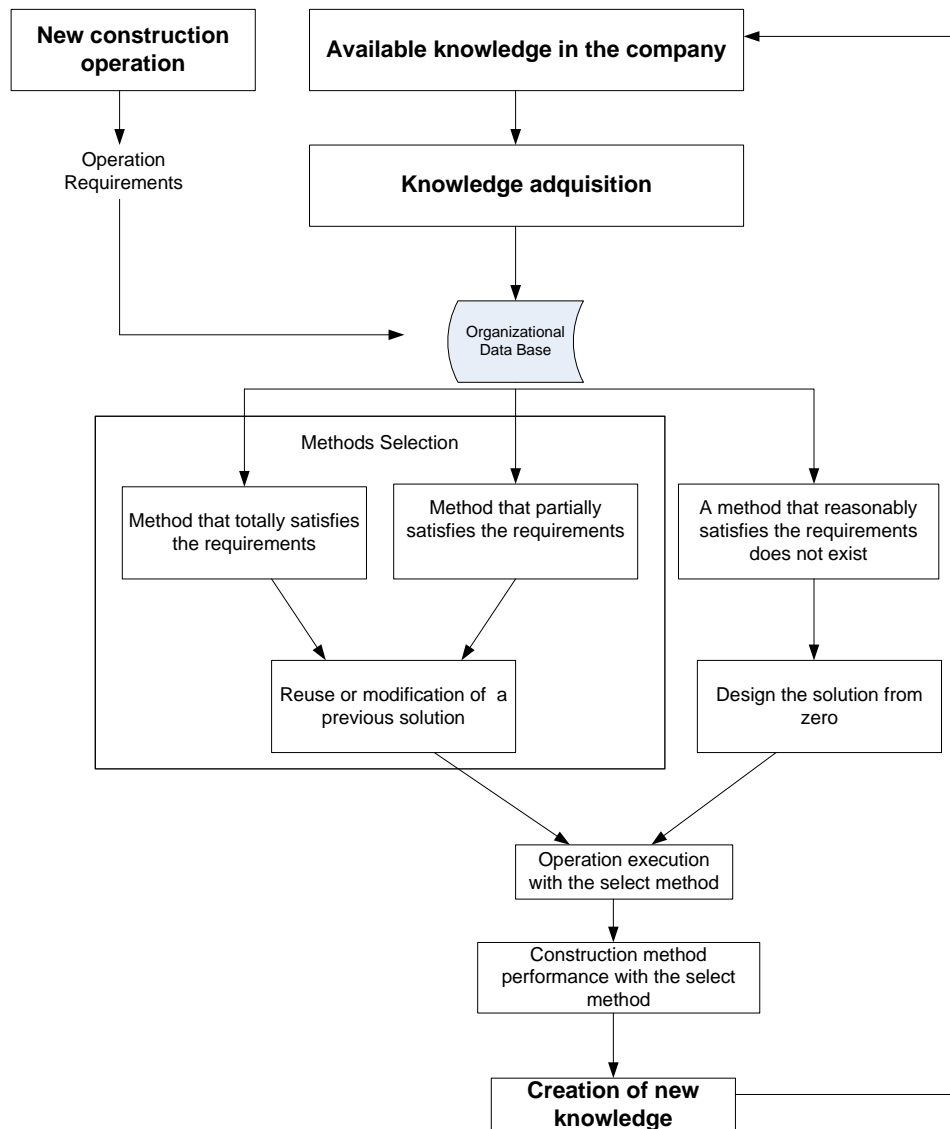 New construction
operation
Available knowledge in the company
Operation
Requirements
Knowledge adquisition
Organizational
Data Base
Methods Selection
Method that totally satisfies
the requirements
Method that partially
satisfies the requirements
A method that reasonably
satisfies the requirements
does not exist
Reuse or modification of a
previous solution
Design the solution from
zero
Operation execution
with the select method
Construction method
performance with the select
method
Creation of new
knowledge